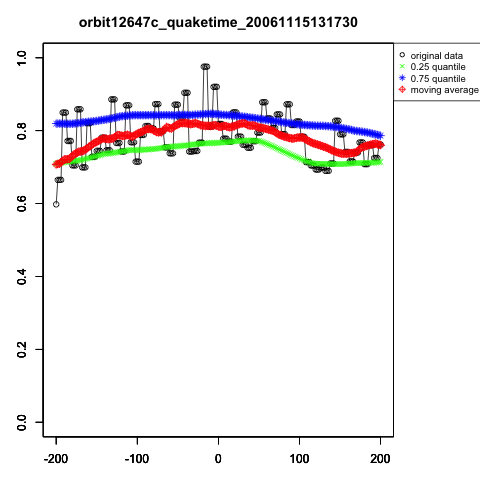 orbit12647c_quaketime_20061115131730
original data
0.25 quantile
0.75 quantile
moving average
1.0
0.8
0.6
0.4
0.2
0.0
-200 -100 0 100 200